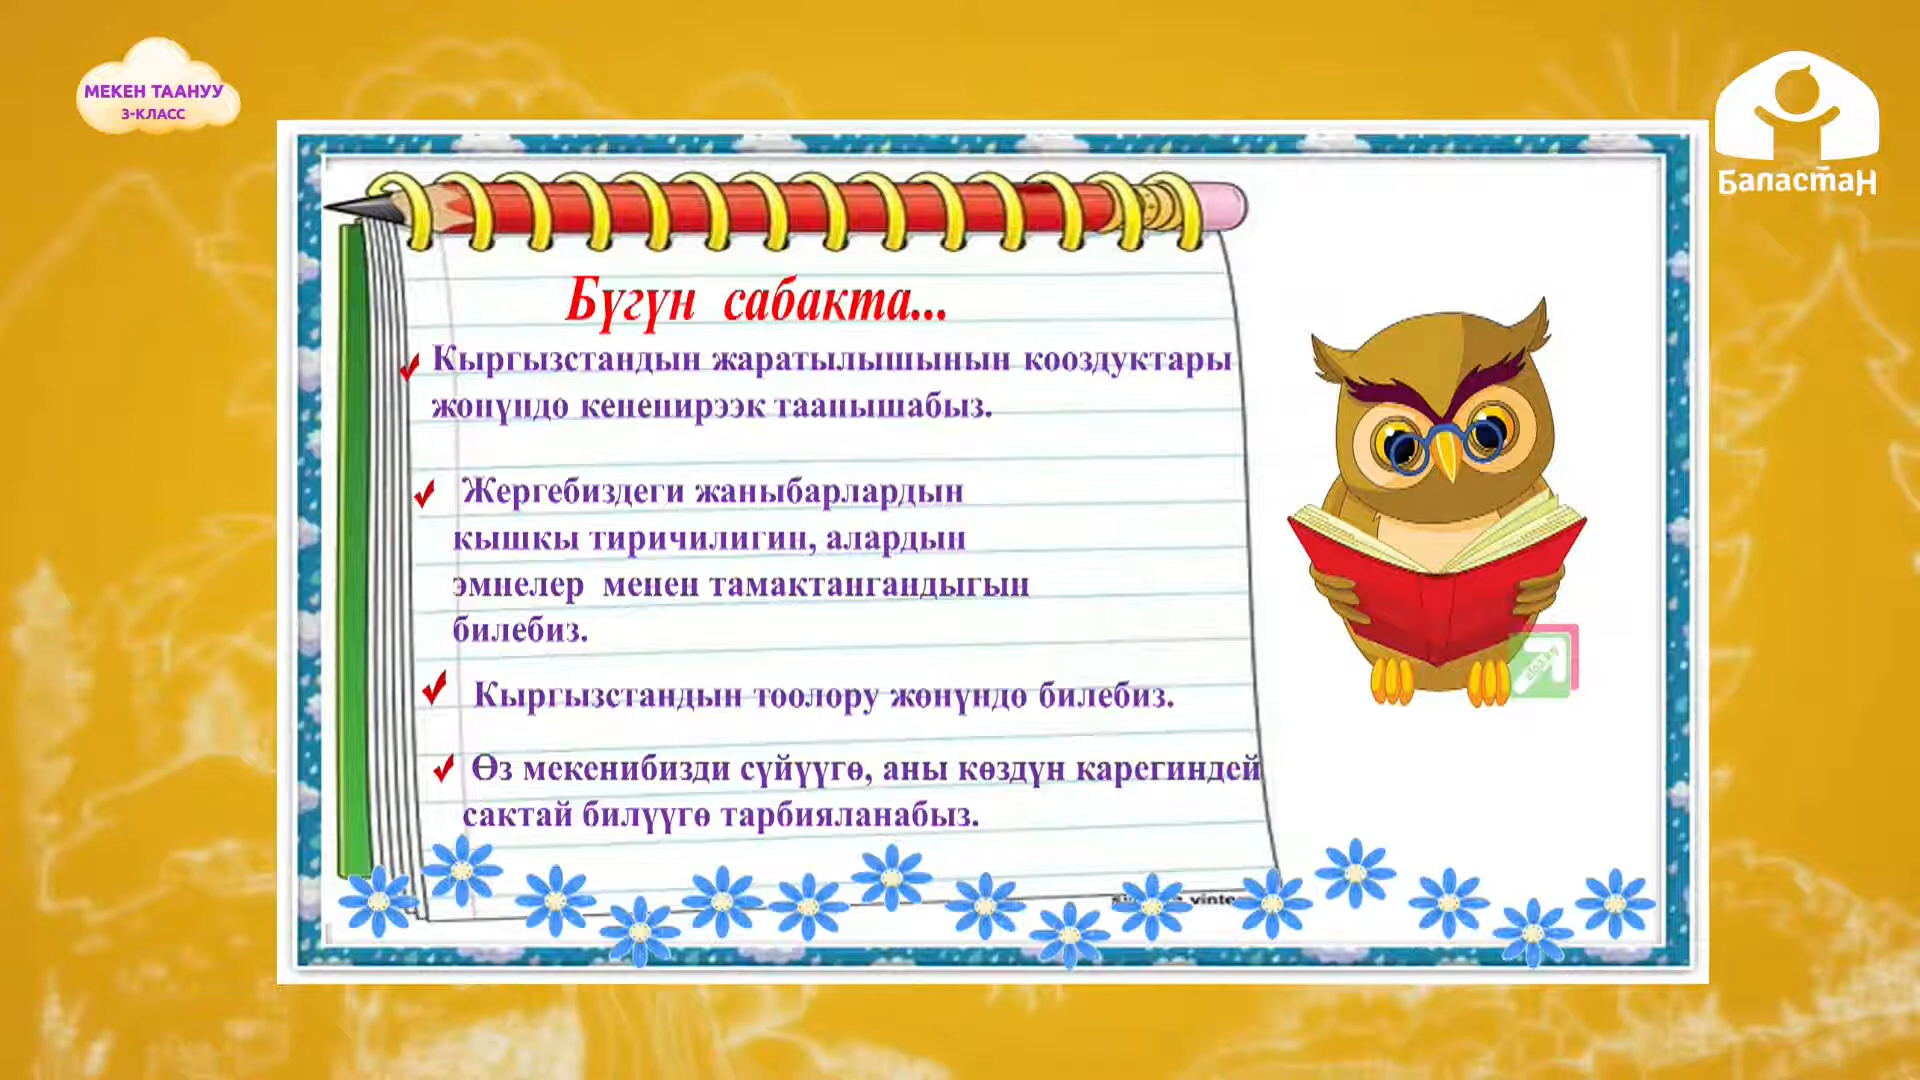 МЕКЕН ТААНУУ
3-КЛАСС
Баластан
Бүгүн сабакта...
Кыргызстандын жаратылышынын кооздуктары
жөнүндө кененирээк таанышабыз.
Жергебиздеги жаныбарлардын
кышкы тиричилигин, алардын
эмнелер менен тамактангандыгын
билебиз.
Кыргызстандын тоолору жөнүндө билебиз.
Өз мекенибизди сүйүүгө, аны көздүн карегиндей
сактай билүүгө тарбияланабыз.